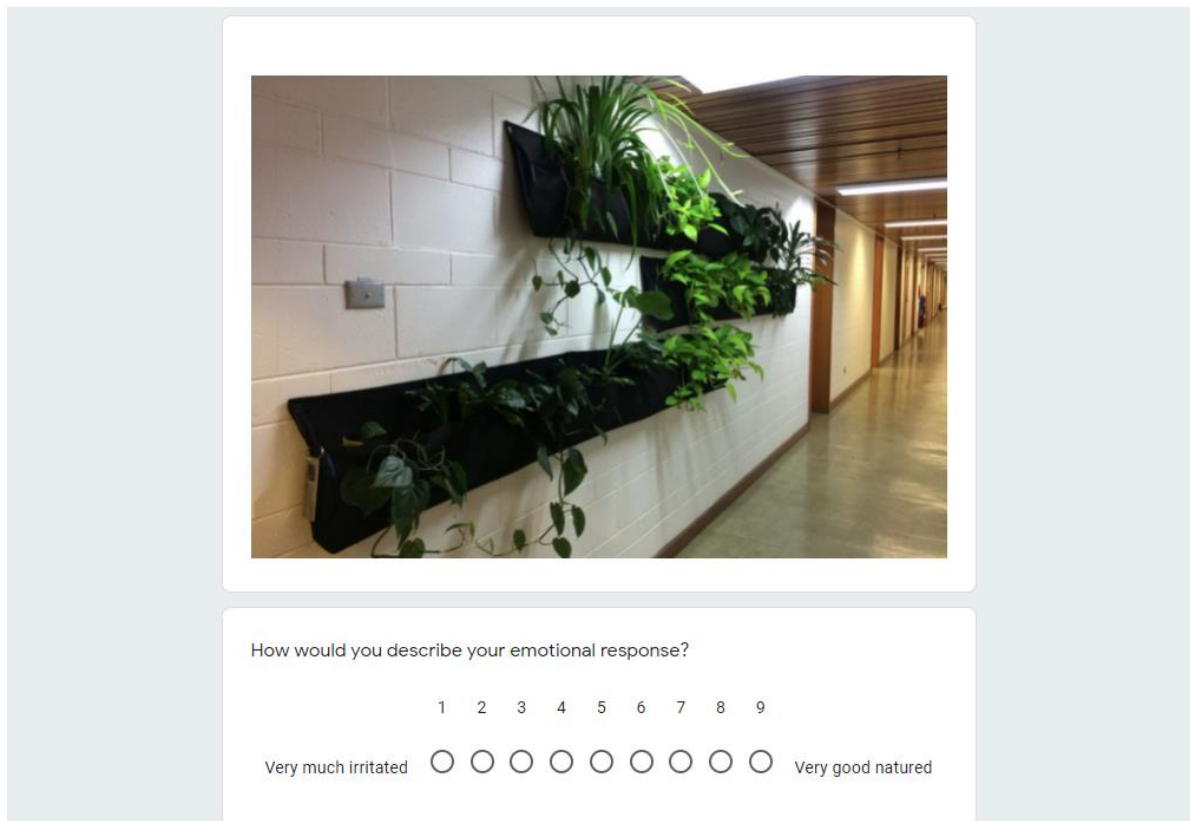 How would you describe your emotional response?
1 2 3 4 5 6 7 8 9
Very much irritated Very good natured